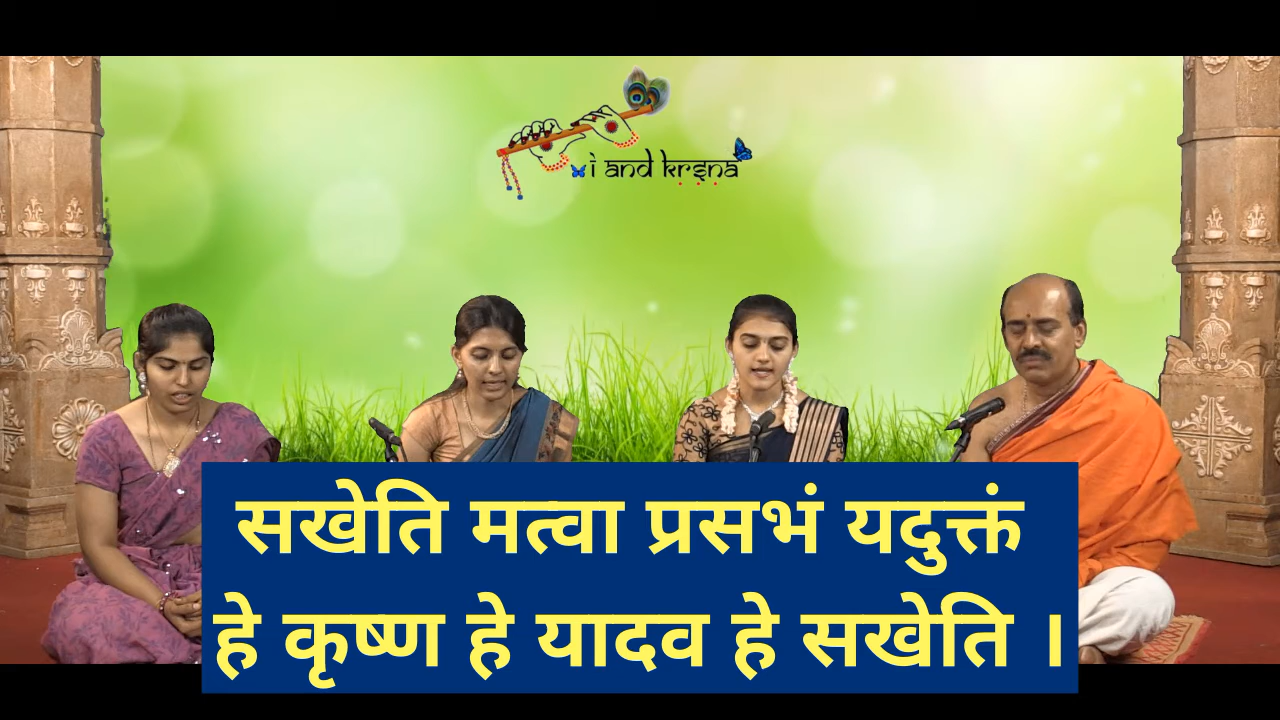 i and krsna
सखेति मत्वा प्रसभं यदुक्तं
हे कृष्ण हे यादव हे सखेति ।